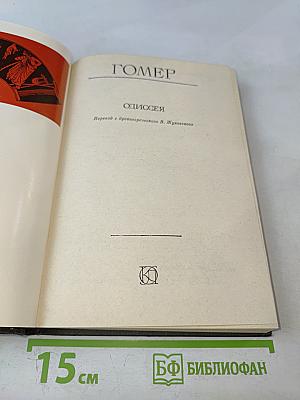 ГОМЕР
ОДИССЕЯ
Перевод с древнегреческого В. Жуковского
15 см
БФ БИБЛИОФАН